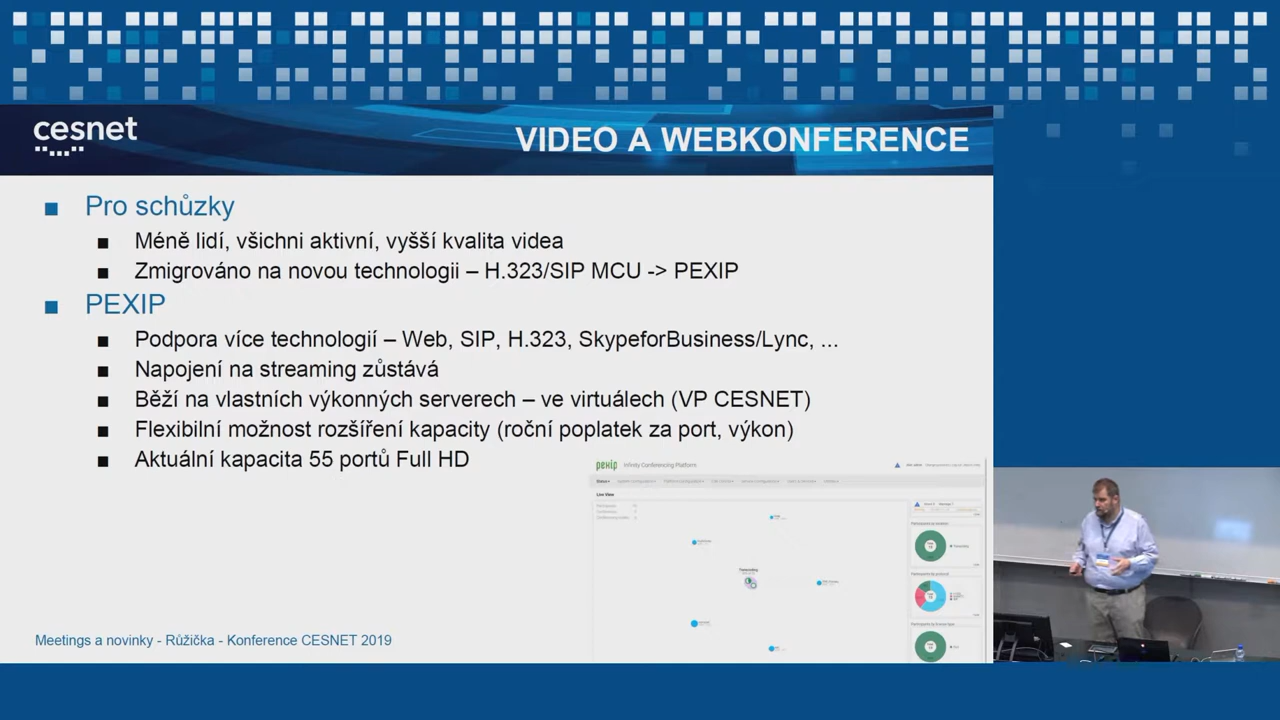 cesnet
VIDEO A WEBKONFERENCE
Pro schůzky
Méně lidí, všichni aktivní, vyšší kvalita videa
Zmigrováno na novou technologii – H.323/SIP MCU -> PEXIP
PEXIP
Podpora více technologií – Web, SIP, H.323, SkypeforBusiness/Lync, ...
Napojení na streaming zůstává
Běží na vlastních výkonných serverech – ve virtuálech (VP CESNET)
Flexibilní možnost rozšíření kapacity (roční poplatek za port, výkon)
Aktuální kapacita 55 portů Full HD
pexip Infinity Conferencing Platform
Live View
Meetings a novinky - Růžička - Konference CESNET 2019